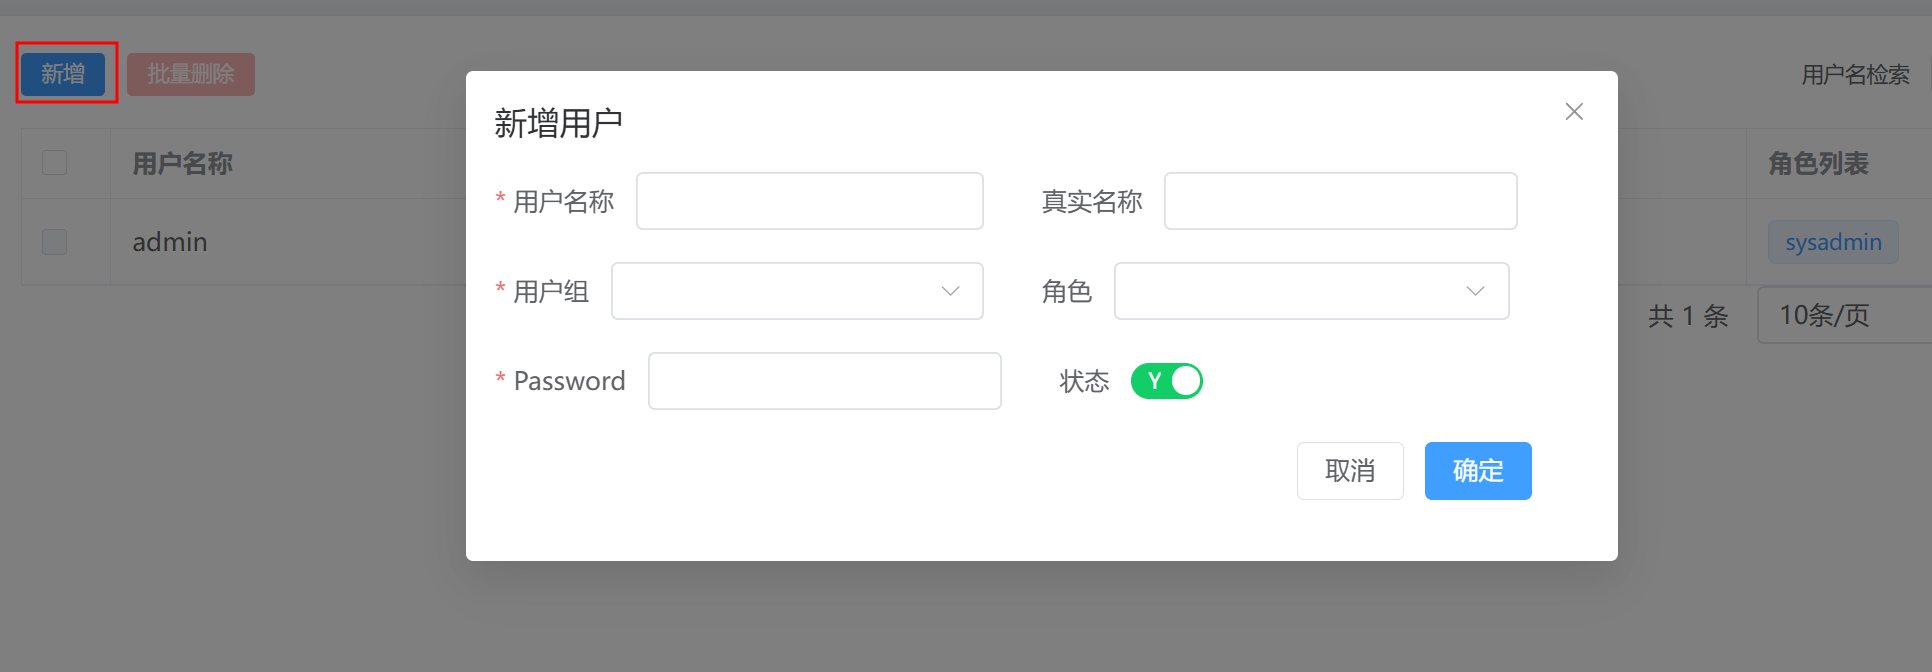 新增 批量删除 用户名检索
新增用户
用户名称 角色列表
* 用户名称 真实名称
admin sysadmin
* 用户组 角色
共 1 条 10条/页
* Password 状态 Y
取消 确定